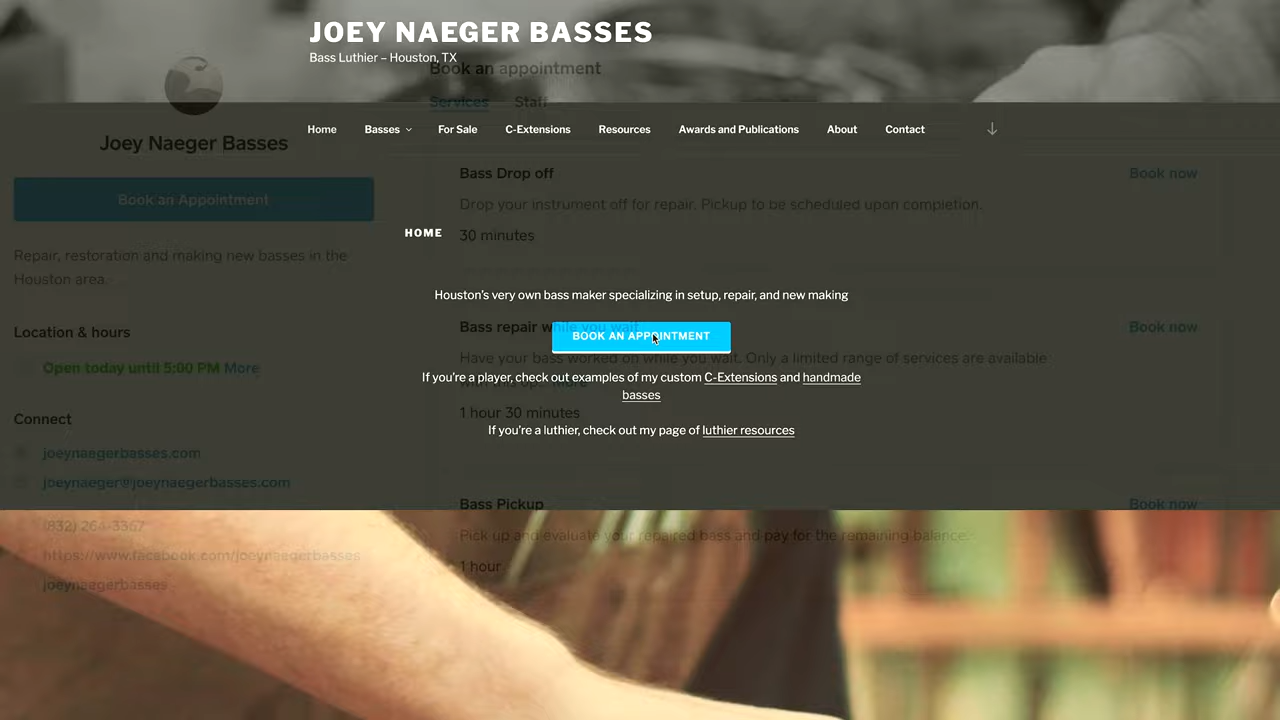 JOEY NAEGER BASSES
Bass Luthier – Houston, TX
Home Basses For Sale C-Extensions Resources Awards and Publications About Contact
HOME
Houston's very own bass maker specializing in setup, repair, and new making
BOOK AN APPOINTMENT
If you're a player, check out examples of my custom C-Extensions and handmade
basses
If you're a luthier, check out my page of luthier resources
Joey Naeger Basses
Book an Appointment
Repair, restoration and making new basses in the
Houston area.
Location & hours
Open today until 5:00 PM More
Connect
joeynaegerbasses.com
joeynaeger@joeynaegerbasses.com
(832) 264-3367
https://www.facebook.com/joeynaegerbasses
joeynaegerbasses
Book an appointment
Services Staff
Bass Drop off Book now
Drop your instrument off for repair. Pickup to be scheduled upon completion.
30 minutes
Bass repair while you wait Book now
Have your bass worked on while you wait. Only a limited range of services are available
1 hour 30 minutes
Bass Pickup Book now
Pick up and evaluate your repaired bass and pay for the remaining balance.
1 hour